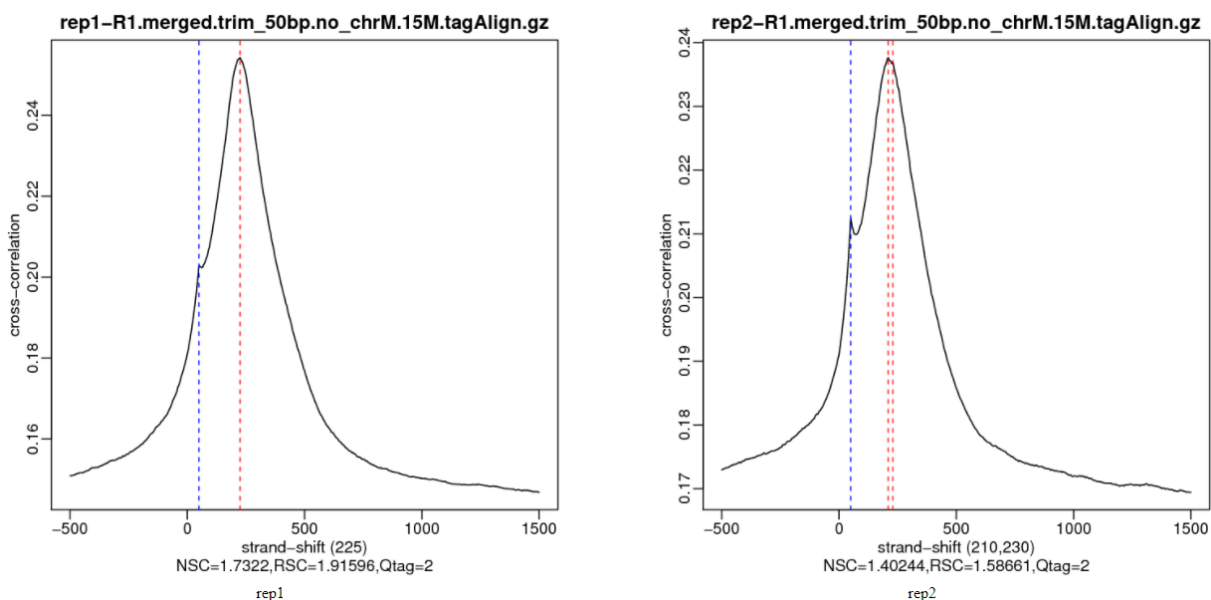 rep1−R1.merged.trim_50bp.no_chrM.15M.tagAlign.gz
cross−correlation
0.24
0.22
0.20
0.18
0.16
−500 0 500 1000 1500
strand−shift (225)
NSC=1.7322,RSC=1.91596,Qtag=2
rep1
rep2−R1.merged.trim_50bp.no_chrM.15M.tagAlign.gz
cross−correlation
0.24
0.23
0.22
0.21
0.20
0.19
0.18
0.17
−500 0 500 1000 1500
strand−shift (210,230)
NSC=1.40244,RSC=1.58661,Qtag=2
rep2